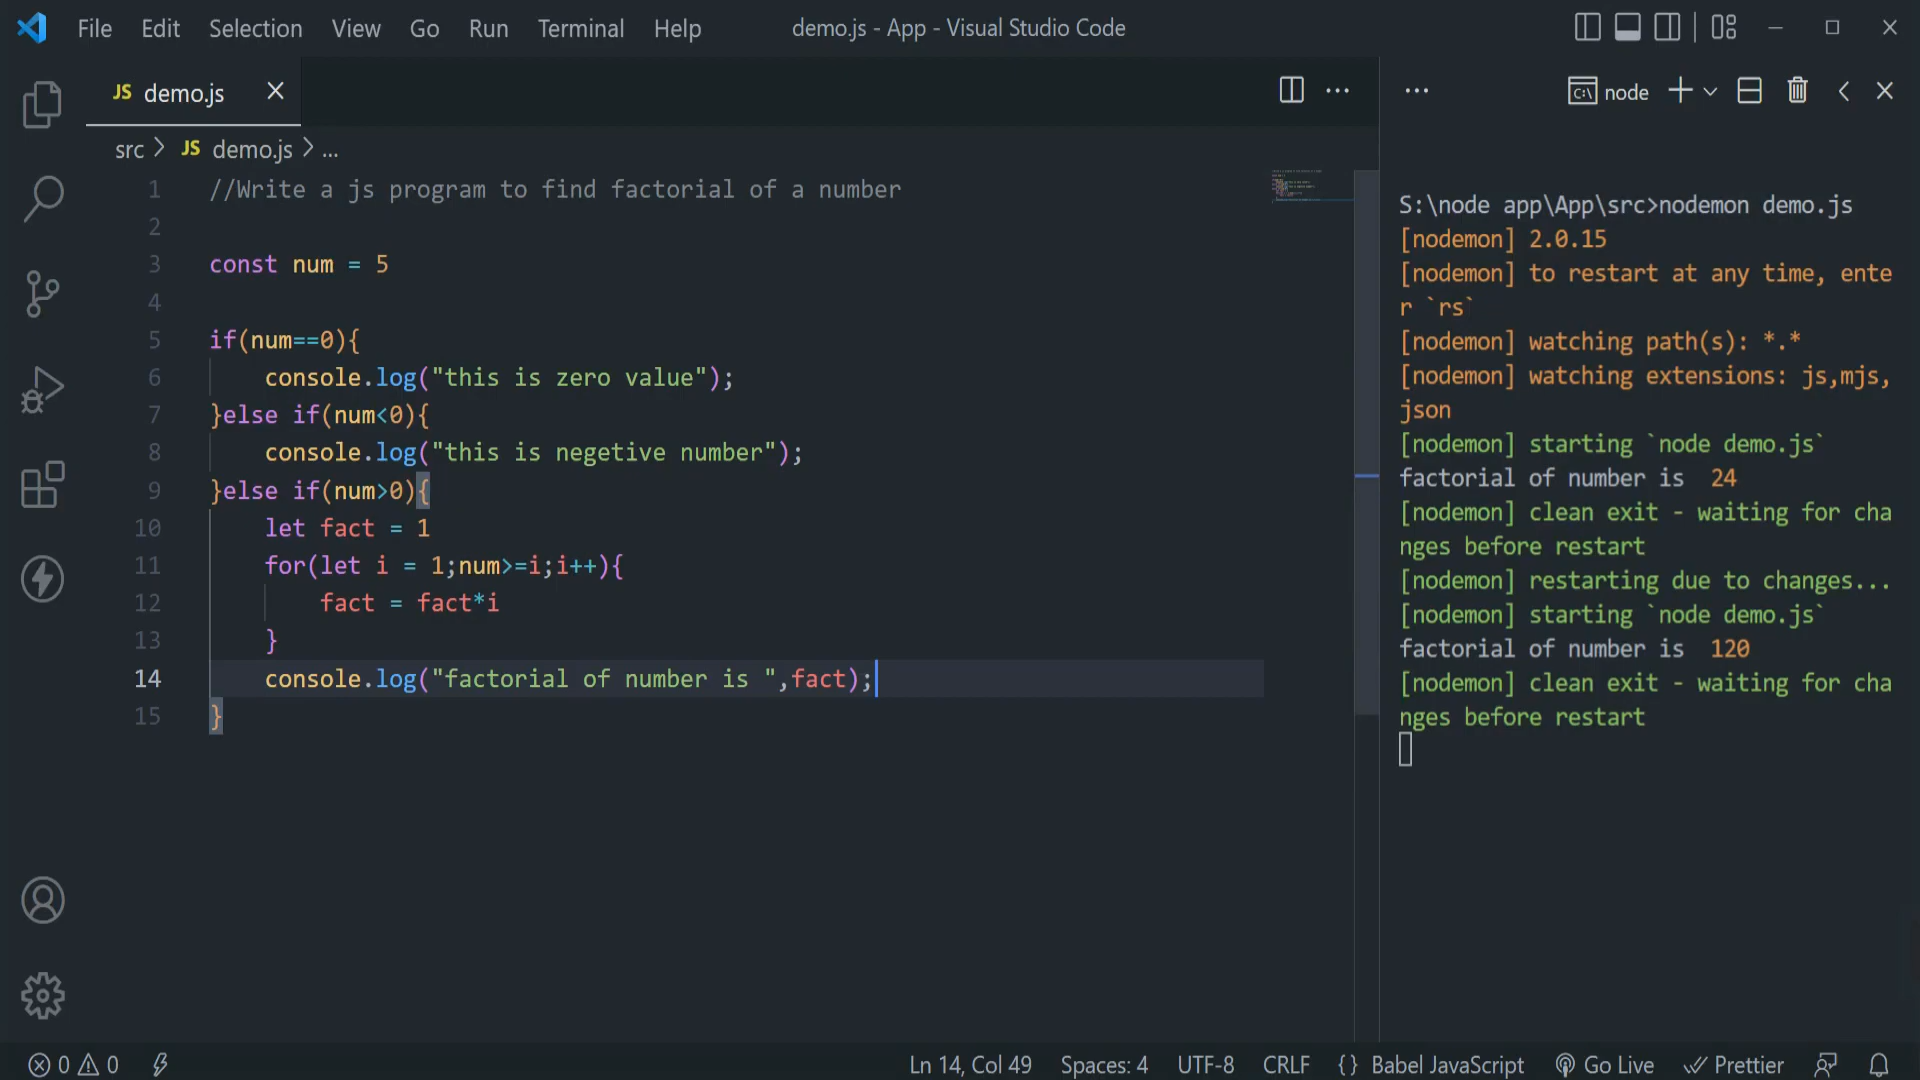 File Edit Selection View Go Run Terminal Help demo.js - App - Visual Studio Code
JS demo.js
src > JS demo.js > ...
1 //Write a js program to find factorial of a number
2
3 const num = 5
4
5 if(num==0){
6 console.log("this is zero value");
7 }else if(num<0){
8 console.log("this is negetive number");
9 }else if(num>0){
10 let fact = 1
11 for(let i = 1;num>=i;i++){
12 fact = fact*i
13 }
14 console.log("factorial of number is ",fact);
15 }
node
S:\node app\App\src>nodemon demo.js
[nodemon] 2.0.15
[nodemon] to restart at any time, ente
r `rs`
[nodemon] watching path(s): *.*
[nodemon] watching extensions: js,mjs,
json
[nodemon] starting `node demo.js`
factorial of number is  24
[nodemon] clean exit - waiting for cha
nges before restart
[nodemon] restarting due to changes...
[nodemon] starting `node demo.js`
factorial of number is  120
[nodemon] clean exit - waiting for cha
nges before restart
0 0 Ln 14, Col 49 Spaces: 4 UTF-8 CRLF {} Babel JavaScript Go Live Prettier